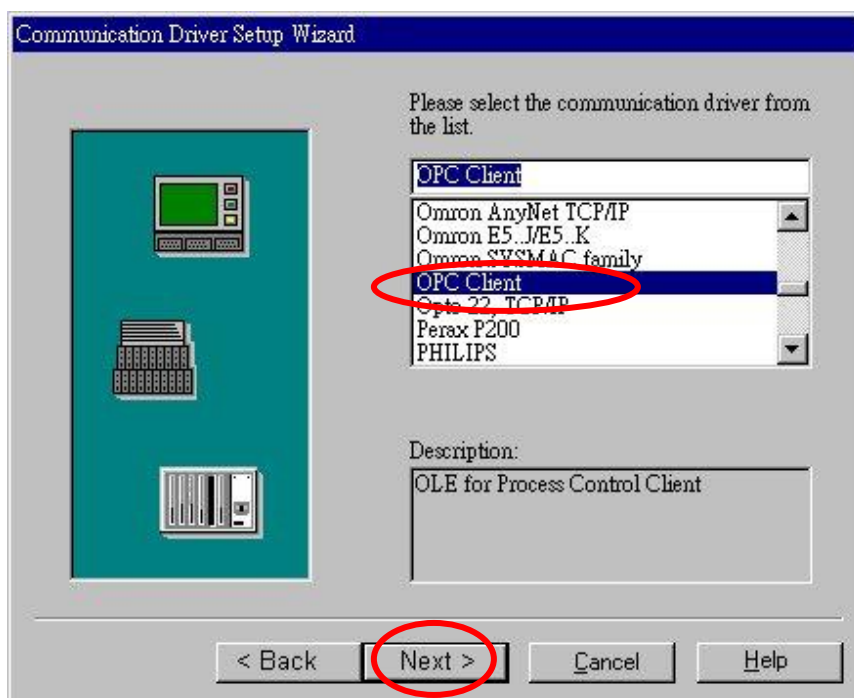 Communication Driver Setup Wizard
Please select the communication driver from
the list.
OPC Client
Omron AnyNet TCP/IP
Omron E5..J/E5..K
Omron SYSMAC family
OPC Client
Opto 22, TCP/IP
Perax P200
PHILIPS
Description:
OLE for Process Control Client
< Back
Next >
Cancel
Help